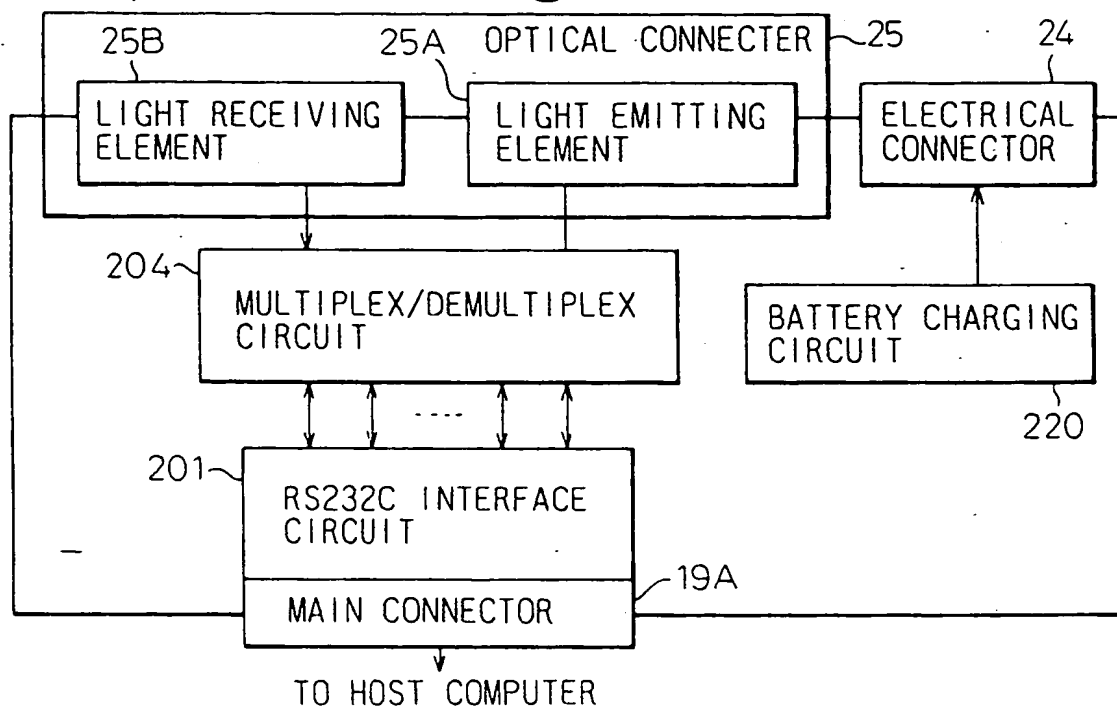 25B
25A
OPTICAL CONNECTER
25
24
LIGHT RECEIVING
ELEMENT
LIGHT EMITTING
ELEMENT
ELECTRICAL
CONNECTOR
204
MULTIPLEX/DEMULTIPLEX
CIRCUIT
BATTERY CHARGING
CIRCUIT
220
201
RS232C INTERFACE
CIRCUIT
19A
MAIN CONNECTOR
TO HOST COMPUTER